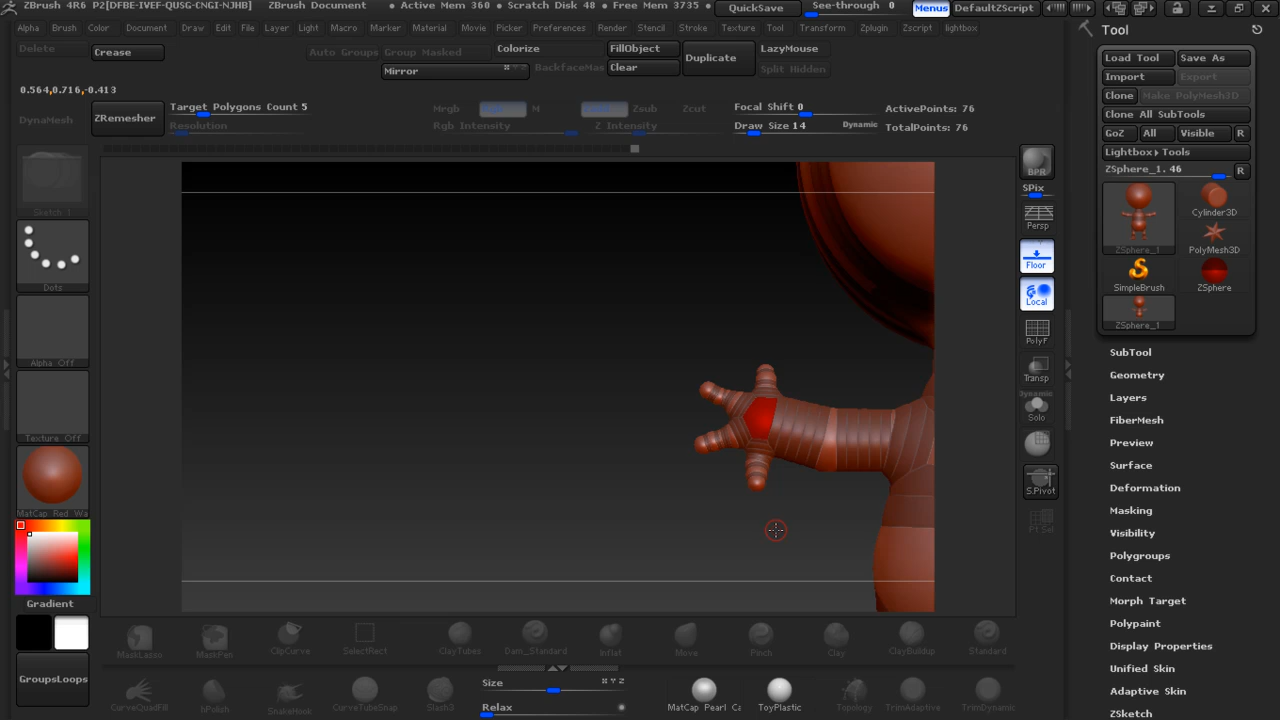 ZBrush 4R6 P2[DFBE-IVEF-QUSG-CNGI-NJHB] ZBrush Document • Active Mem 360 • Scratch Disk 48 • Free Mem 3735 • QuickSave See-through 0 Menus DefaultZScript
Alpha Brush Color Document Draw Edit File Layer Light Macro Marker Material Movie Picker Preferences Render Stencil Stroke Texture Tool Transform Zplugin Zscript lightbox
Tool
Delete Crease Auto Groups Group Masked Colorize FillObject LazyMouse
Mirror X Y Z BackfaceMas Clear Duplicate Split Hidden
0.564,0.716,-0.413
DynaMesh ZRemesher Target Polygons Count 5 Mrgb M Zsub Zcut Focal Shift 0 ActivePoints: 76
Resolution Rgb Intensity Z Intensity Draw Size 14 Dynamic TotalPoints: 76
Load Tool Save As
Import Export
Clone Make PolyMesh3D
Clone All SubTools
GoZ All Visible R
Lightbox▸Tools
ZSphere_1. 46 R
ZSphere_1 Cylinder3D
PolyMesh3D
SimpleBrush ZSphere
ZSphere_1
SubTool
Geometry
Layers
FiberMesh
Preview
Surface
Deformation
Masking
Visibility
Polygroups
Contact
Morph Target
Polypaint
Display Properties
Unified Skin
Adaptive Skin
ZSketch
Sketch 1
Dots
Alpha Off
Texture Off
MatCap Red Wa
Gradient
GroupsLoops
BPR
SPix
Persp
Floor
Local
PolyF
Transp
Dynamic
Solo
S.Pivot
Pt Sel
MaskLasso MaskPen ClipCurve SelectRect ClayTubes Dam_Standard Inflat Move Pinch Clay ClayBuildup Standard
CurveQuadFill hPolish SnakeHook CurveTubeSnap Slash3 Size X Y Z MatCap Pearl Ca ToyPlastic Topology TrimAdaptive TrimDynamic
Relax